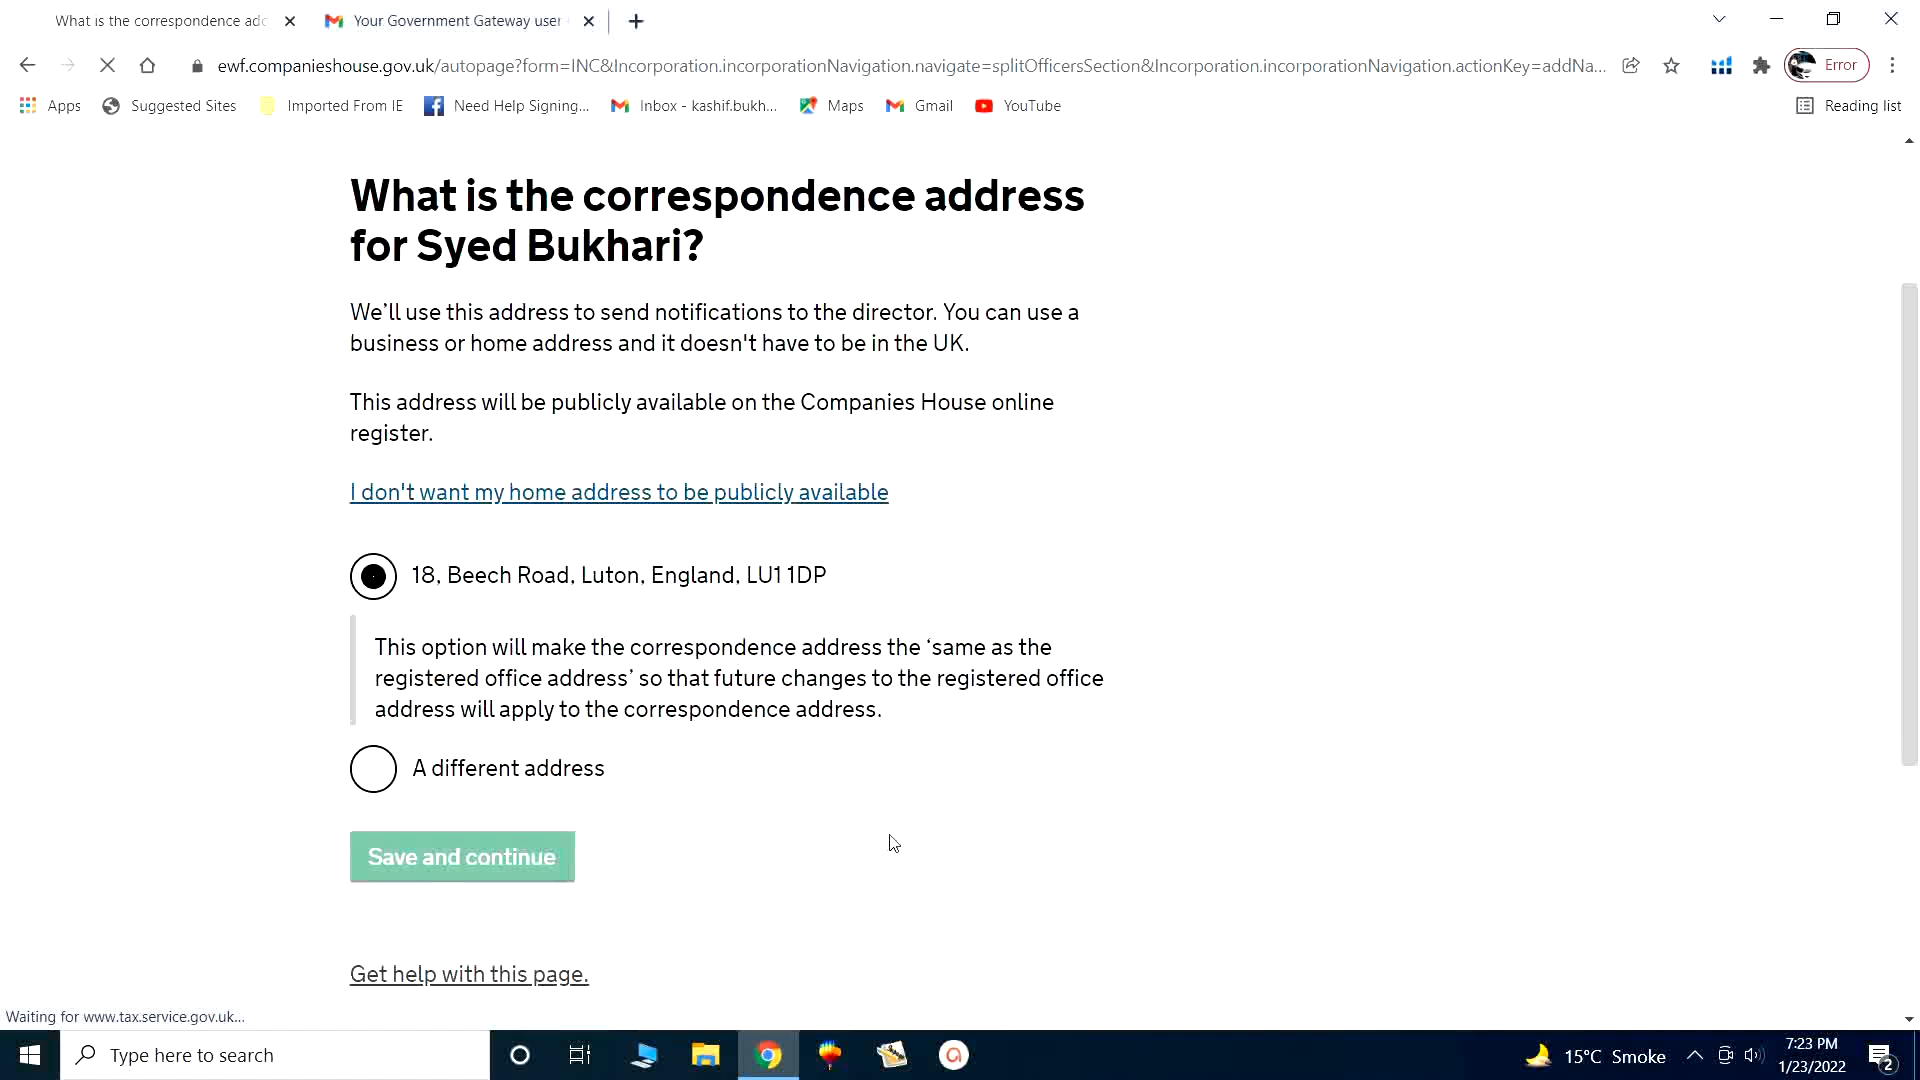 What is the correspondence adc
Your Government Gateway user
ewf.companieshouse.gov.uk/autopage?form=INC&Incorporation.incorporationNavigation.navigate=splitOfficersSection&Incorporation.incorporationNavigation.actionKey=addNa...
Error
Apps
Suggested Sites
Imported From IE
Need Help Signing...
Inbox - kashif.bukh...
Maps
Gmail
YouTube
Reading list
What is the correspondence address
for Syed Bukhari?
We’ll use this address to send notifications to the director. You can use a
business or home address and it doesn't have to be in the UK.
This address will be publicly available on the Companies House online
register.
I don't want my home address to be publicly available
18, Beech Road, Luton, England, LU1 1DP
This option will make the correspondence address the ‘same as the
registered office address’ so that future changes to the registered office
address will apply to the correspondence address.
A different address
Save and continue
Get help with this page.
Waiting for www.tax.service.gov.uk...
Type here to search
15°C Smoke
7:23 PM
1/23/2022
2